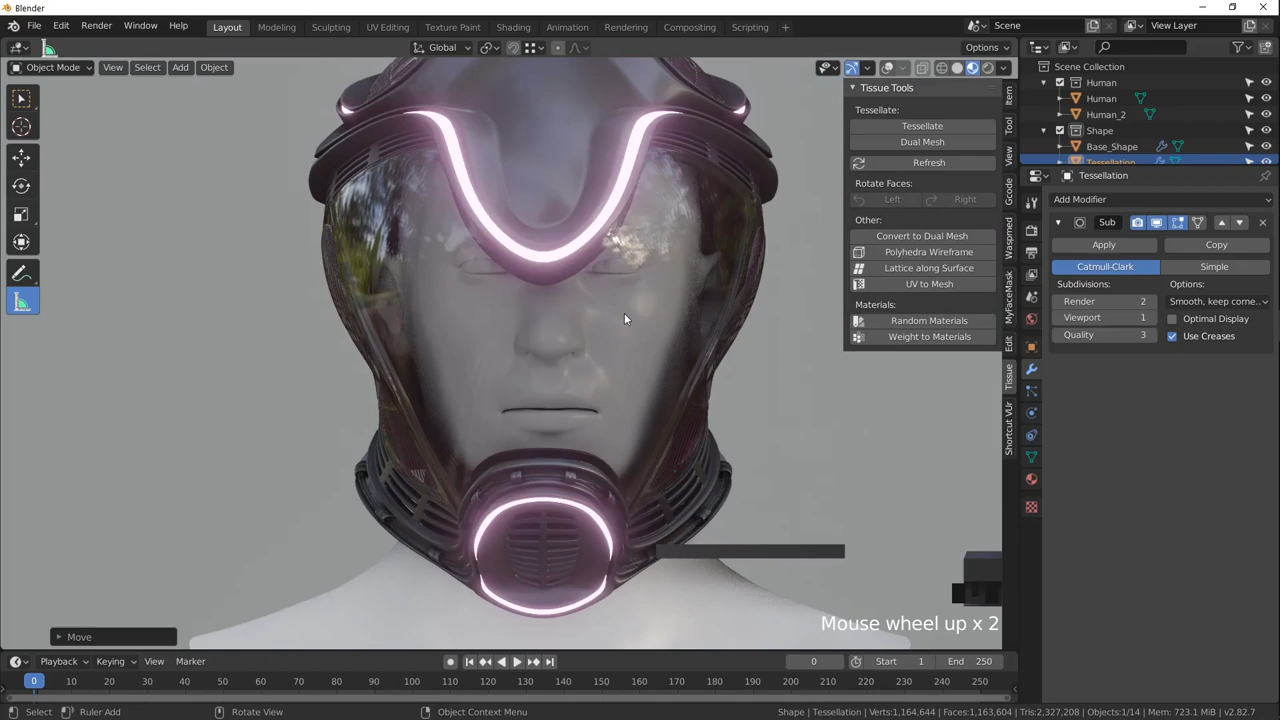 Blender
File Edit Render Window Help
Layout Modeling Sculpting UV Editing Texture Paint Shading Animation Rendering Compositing Scripting +
Scene
View Layer
Global
Options
Object Mode View Select Add Object
Tissue Tools
Tessellate:
Tessellate
Dual Mesh
Refresh
Rotate Faces:
Left Right
Other:
Convert to Dual Mesh
Polyhedra Wireframe
Lattice along Surface
UV to Mesh
Materials:
Random Materials
Weight to Materials
Item
Tool
View
Gcode
Waspmed
MyFaceMask
Edit
Tissue
Shortcut VUr
Scene Collection
Human
Human
Human_2
Shape
Base_Shape
Tessellation
Tessellation
Add Modifier
Sub
Apply Copy
Catmull-Clark Simple
Subdivisions: Options:
Render 2 Smooth, keep corne..
Viewport 1 Optimal Display
Quality 3 Use Creases
Mouse wheel up x 2
Move
Playback Keying View Marker
0 Start 1 End 250
0 10 20 30 40 50 60 70 80 90 100 110 120 130 140 150 160 170 180 190 200 210 220 230 240 250
Select Ruler Add Rotate View Object Context Menu
Shape | Tessellation | Verts:1,164,644 | Faces:1,163,604 | Tris:2,327,208 | Objects:1/14 | Mem: 723.1 MiB | v2.82.7